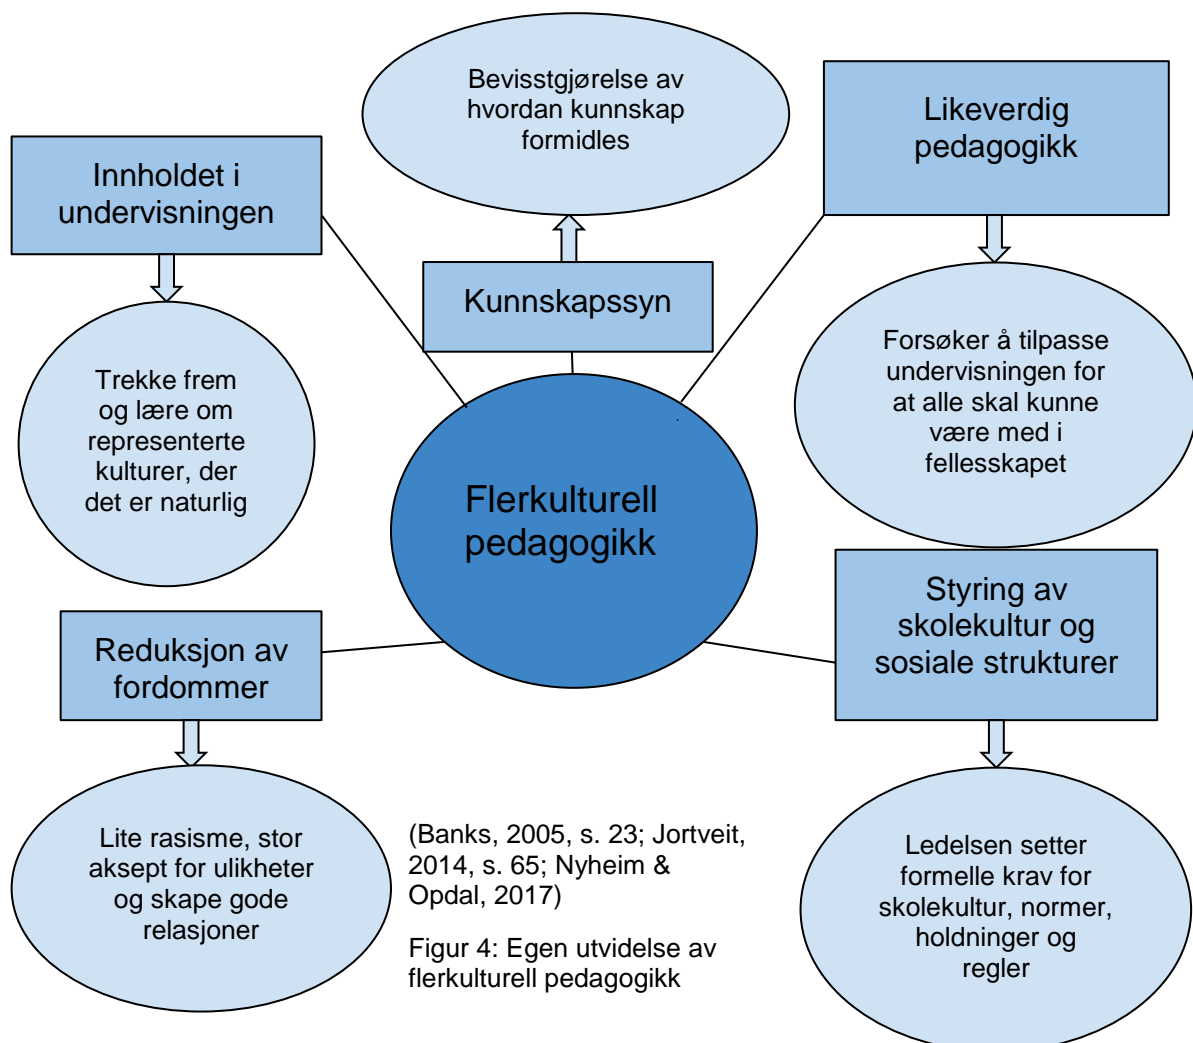 Bevisstgjørelse av
hvordan kunnskap
formidles
Likeverdig
pedagogikk
Innholdet i
undervisningen
Kunnskapssyn
Trekke frem
og lære om
representerte
kulturer, der
det er naturlig
Forsøker å tilpasse
undervisningen for
at alle skal kunne
være med i
fellesskapet
Flerkulturell
pedagogikk
Reduksjon av
fordommer
Styring av
skolekultur og
sosiale strukturer
Lite rasisme, stor
aksept for ulikheter
og skape gode
relasjoner
(Banks, 2005, s. 23; Jortveit,
2014, s. 65; Nyheim &
Opdal, 2017)
Figur 4: Egen utvidelse av
flerkulturell pedagogikk
Ledelsen setter
formelle krav for
skolekultur, normer,
holdninger og
regler